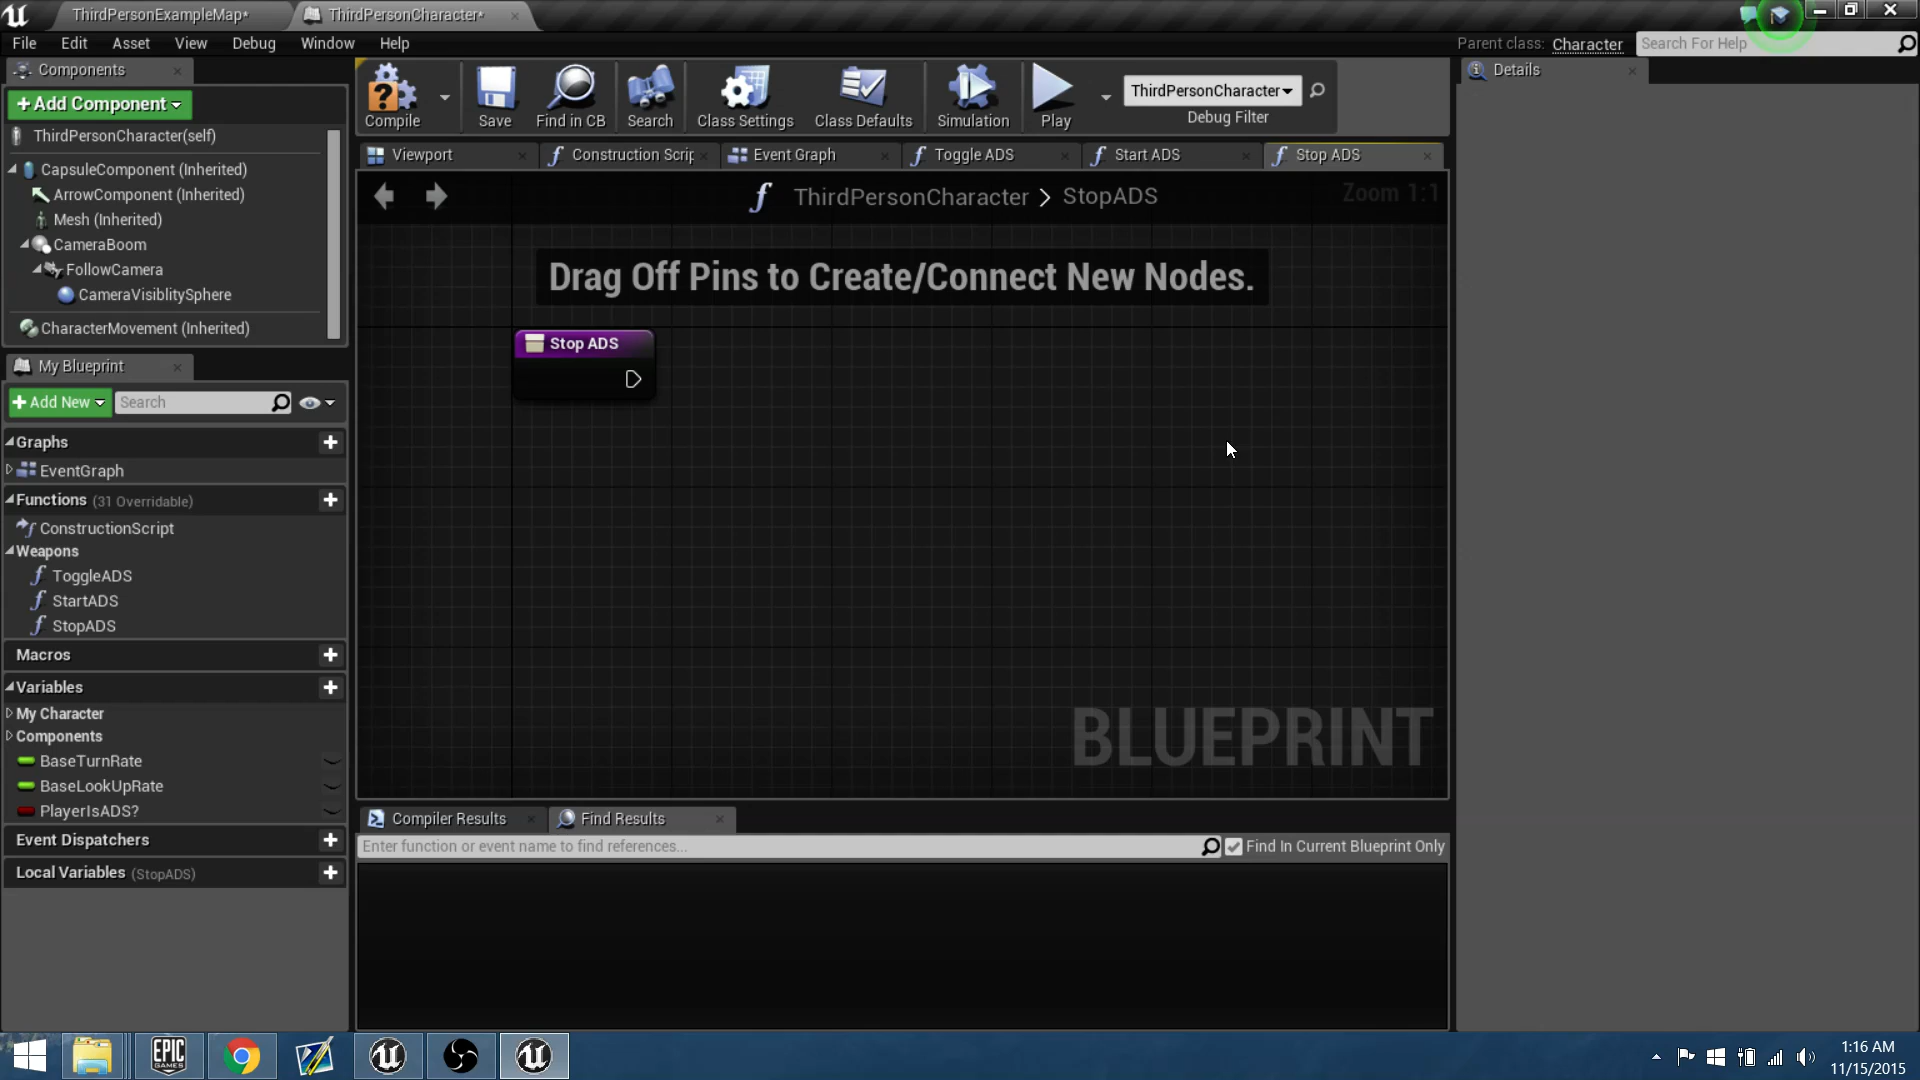 ThirdPersonExampleMap*
ThirdPersonCharacter*
File Edit Asset View Debug Window Help
Parent class: Character
Search For Help
Components
+ Add Component
ThirdPersonCharacter(self)
CapsuleComponent (Inherited)
ArrowComponent (Inherited)
Mesh (Inherited)
CameraBoom
FollowCamera
CameraVisiblitySphere
CharacterMovement (Inherited)
My Blueprint
+ Add New
Search
Graphs
EventGraph
Functions (31 Overridable)
ConstructionScript
Weapons
ToggleADS
StartADS
StopADS
Macros
Variables
My Character
Components
BaseTurnRate
BaseLookUpRate
PlayerIsADS?
Event Dispatchers
Local Variables (StopADS)
Compile Save Find in CB Search Class Settings Class Defaults Simulation Play
ThirdPersonCharacter
Debug Filter
Viewport
Construction Scrip
Event Graph
Toggle ADS
Start ADS
Stop ADS
ThirdPersonCharacter > StopADS
Zoom 1:1
Drag Off Pins to Create/Connect New Nodes.
Stop ADS
BLUEPRINT
Compiler Results
Find Results
Enter function or event name to find references...
Find In Current Blueprint Only
Details
EPIC
GAMES
1:16 AM
11/15/2015